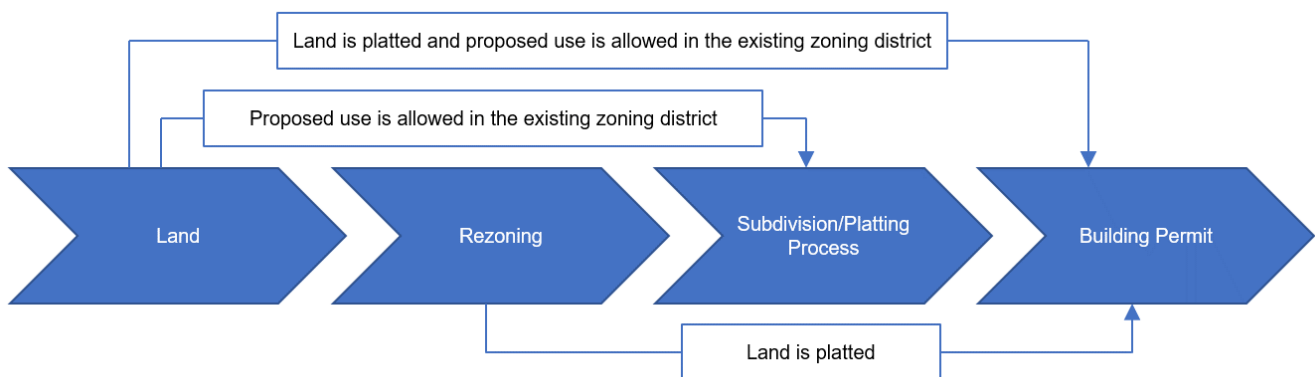 Land is platted and proposed use is allowed in the existing zoning district
Proposed use is allowed in the existing zoning district
Land
Rezoning
Subdivision/Platting
Process
Building Permit
Land is platted